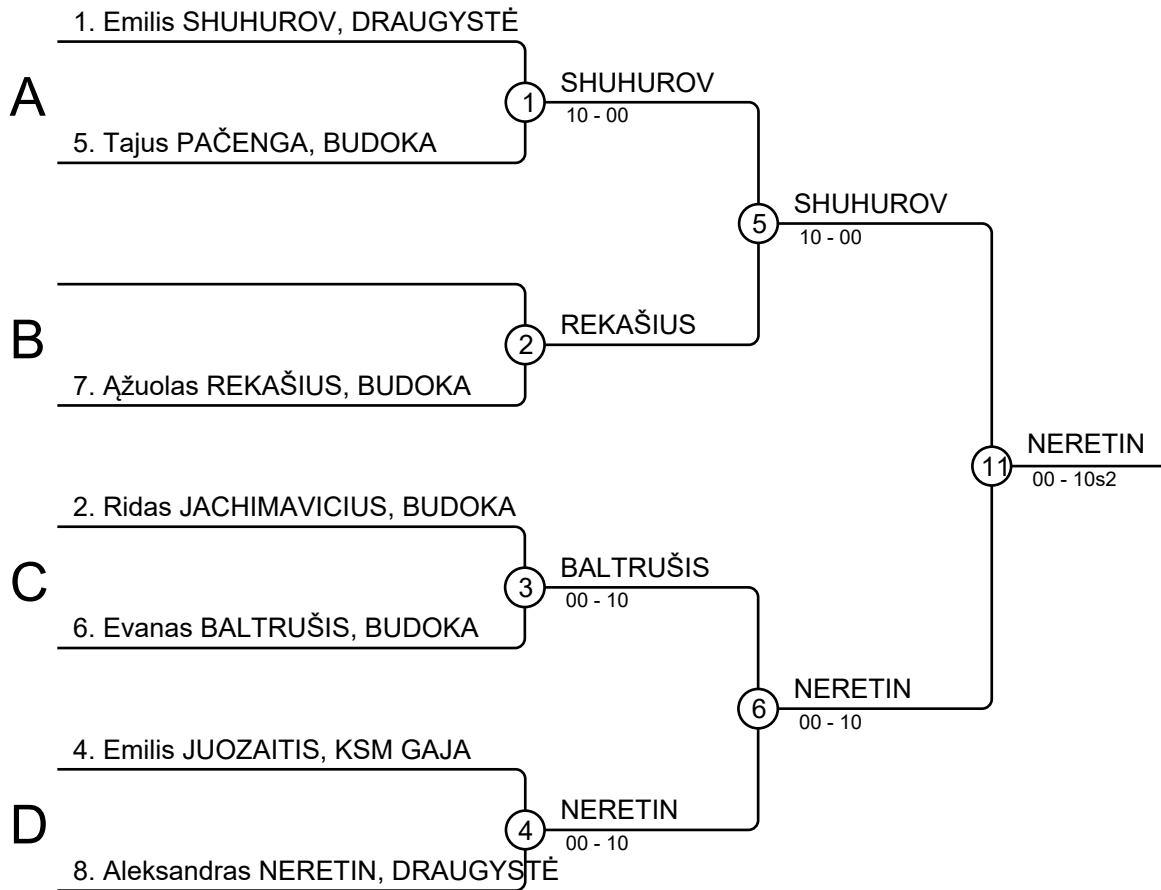 1. Emilis SHUHUROV, DRAUGYSTĖ
A
1
SHUHUROV
10 - 00
5. Tajus PAČENGA, BUDOKA
5
SHUHUROV
10 - 00
B
2
REKAŠIUS
7. Ąžuolas REKAŠIUS, BUDOKA
11
NERETIN
00 - 10s2
2. Ridas JACHIMAVICIUS, BUDOKA
C
3
BALTRUŠIS
00 - 10
6. Evanas BALTRUŠIS, BUDOKA
6
NERETIN
00 - 10
4. Emilis JUOZAITIS, KSM GAJA
D
4
NERETIN
00 - 10
8. Aleksandras NERETIN, DRAUGYSTĖ